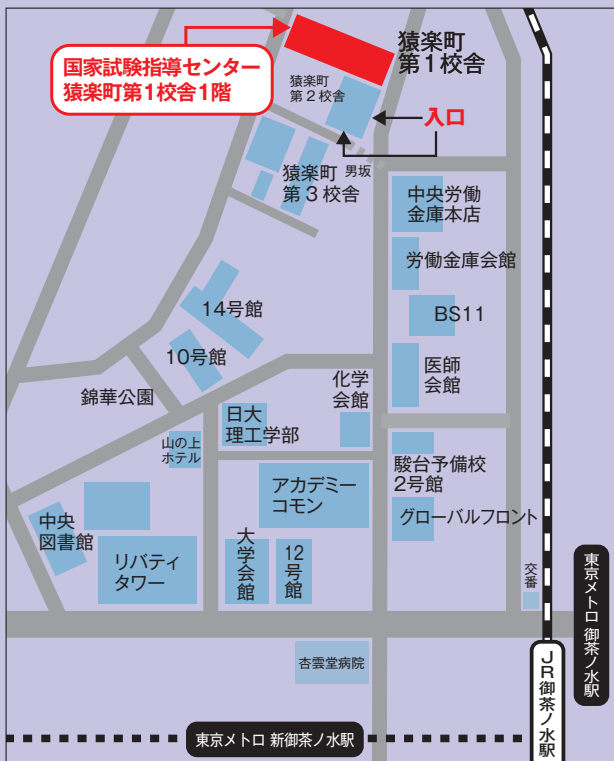 国家試験指導センター
猿楽町第1校舎1階
猿楽町
第1校舎
猿楽町
第2校舎
入口
猿楽町
第3校舎
男坂
中央労働
金庫本店
労働金庫会館
BS11
14号館
10号館
医師
会館
化学
会館
錦華公園
日大
理工学部
山の上
ホテル
駿台予備校
2号館
アカデミー
コモン
グローバルフロント
中央
図書館
リバティ
タワー
大学会館
12号館
交番
杏雲堂病院
東京メトロ 御茶ノ水駅
JR御茶ノ水駅
東京メトロ 新御茶ノ水駅